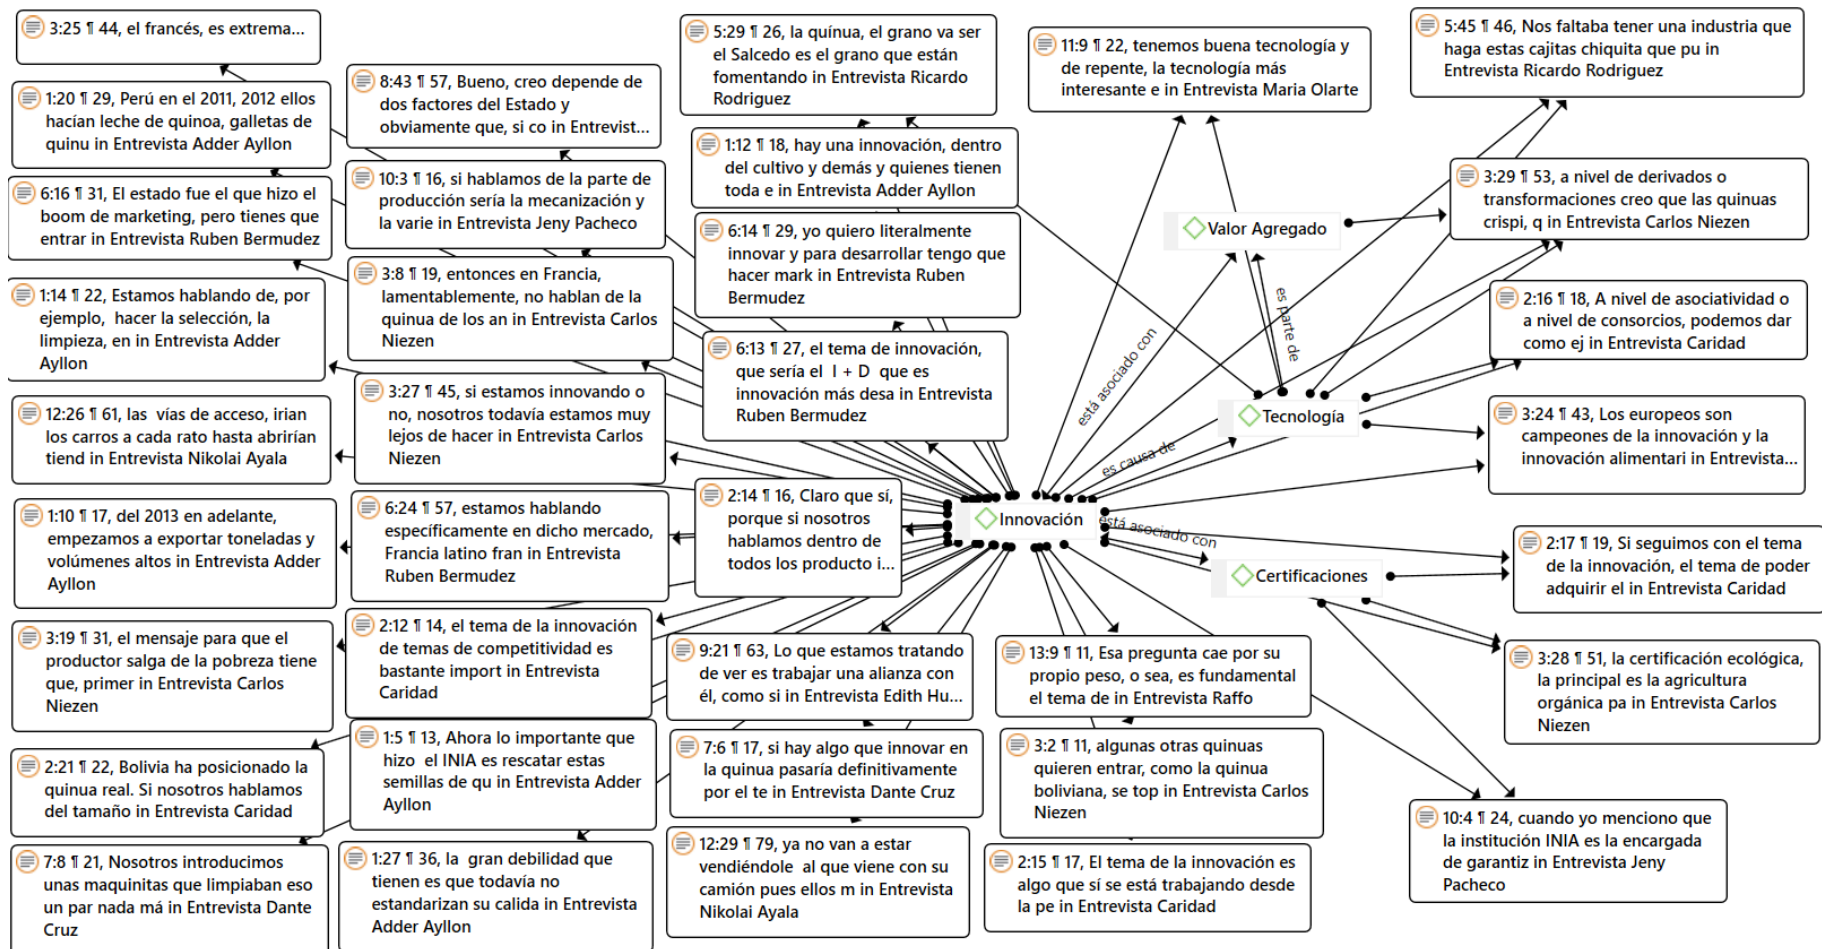 3:25 ¶ 44, el francés, es extrema...
1:20 ¶ 29, Perú en el 2011, 2012 ellos
hacían leche de quinoa, galletas de
quinu in Entrevista Adder Ayllon
6:16 ¶ 31, El estado fue el que hizo el
boom de marketing, pero tienes que
entrar in Entrevista Ruben Bermudez
1:14 ¶ 22, Estamos hablando de, por
ejemplo, hacer la selección, la
limpieza, en in Entrevista Adder
Ayllon
12:26 ¶ 61, las vías de acceso, irian
los carros a cada rato hasta abrirían
tiend in Entrevista Nikolai Ayala
1:10 ¶ 17, del 2013 en adelante,
empezamos a exportar toneladas y
volúmenes altos in Entrevista Adder
Ayllon
3:19 ¶ 31, el mensaje para que el
productor salga de la pobreza tiene
que, primer in Entrevista Carlos
Niezen
2:21 ¶ 22, Bolivia ha posicionado la
quinua real. Si nosotros hablamos
del tamaño in Entrevista Caridad
7:8 ¶ 21, Nosotros introducimos
unas maquinitas que limpiaban eso
un par nada má in Entrevista Dante
Cruz
8:43 ¶ 57, Bueno, creo depende de
dos factores del Estado y
obviamente que, si co in Entrevist...
10:3 ¶ 16, si hablamos de la parte de
producción sería la mecanización y
la varie in Entrevista Jeny Pacheco
3:8 ¶ 19, entonces en Francia,
lamentablemente, no hablan de la
quinua de los an in Entrevista Carlos
Niezen
3:27 ¶ 45, si estamos innovando o
no, nosotros todavía estamos muy
lejos de hacer in Entrevista Carlos
Niezen
6:24 ¶ 57, estamos hablando
específicamente en dicho mercado,
Francia latino fran in Entrevista
Ruben Bermudez
2:12 ¶ 14, el tema de la innovación
de temas de competitividad es
bastante import in Entrevista
Caridad
1:5 ¶ 13, Ahora lo importante que
hizo el INIA es rescatar estas
semillas de qu in Entrevista Adder
Ayllon
1:27 ¶ 36, la gran debilidad que
tienen es que todavía no
estandarizan su calida in Entrevista
Adder Ayllon
5:29 ¶ 26, la quínua, el grano va ser
el Salcedo es el grano que están
fomentando in Entrevista Ricardo
Rodriguez
1:12 ¶ 18, hay una innovación, dentro
del cultivo y demás y quienes tienen
toda e in Entrevista Adder Ayllon
6:14 ¶ 29, yo quiero literalmente
innovar y para desarrollar tengo que
hacer mark in Entrevista Ruben
Bermudez
6:13 ¶ 27, el tema de innovación,
que sería el I + D que es
innovación más desa in Entrevista
Ruben Bermudez
2:14 ¶ 16, Claro que sí,
porque si nosotros
hablamos dentro de
todos los producto i...
9:21 ¶ 63, Lo que estamos tratando
de ver es trabajar una alianza con
él, como si in Entrevista Edith Hu...
7:6 ¶ 17, si hay algo que innovar en
la quinua pasaría definitivamente
por el te in Entrevista Dante Cruz
12:29 ¶ 79, ya no van a estar
vendiéndole al que viene con su
camión pues ellos m in Entrevista
Nikolai Ayala
11:9 ¶ 22, tenemos buena tecnología y
de repente, la tecnología más
interesante e in Entrevista Maria Olarte
Valor Agregado
es parte de
está asociado con
Tecnología
es causa de
Innovación
está asociado con
Certificaciones
13:9 ¶ 11, Esa pregunta cae por su
propio peso, o sea, es fundamental
el tema de in Entrevista Raffo
3:2 ¶ 11, algunas otras quinuas
quieren entrar, como la quinua
boliviana, se top in Entrevista Carlos
Niezen
2:15 ¶ 17, El tema de la innovación es
algo que sí se está trabajando desde
la pe in Entrevista Caridad
5:45 ¶ 46, Nos faltaba tener una industria que
haga estas cajitas chiquita que pu in
Entrevista Ricardo Rodriguez
3:29 ¶ 53, a nivel de derivados o
transformaciones creo que las quinuas
crispi, q in Entrevista Carlos Niezen
2:16 ¶ 18, A nivel de asociatividad o
a nivel de consorcios, podemos dar
como ej in Entrevista Caridad
3:24 ¶ 43, Los europeos son
campeones de la innovación y la
innovación alimentari in Entrevista...
2:17 ¶ 19, Si seguimos con el tema
de la innovación, el tema de poder
adquirir el in Entrevista Caridad
3:28 ¶ 51, la certificación ecológica,
la principal es la agricultura
orgánica pa in Entrevista Carlos
Niezen
10:4 ¶ 24, cuando yo menciono que
la institución INIA es la encargada
de garantiz in Entrevista Jeny
Pacheco